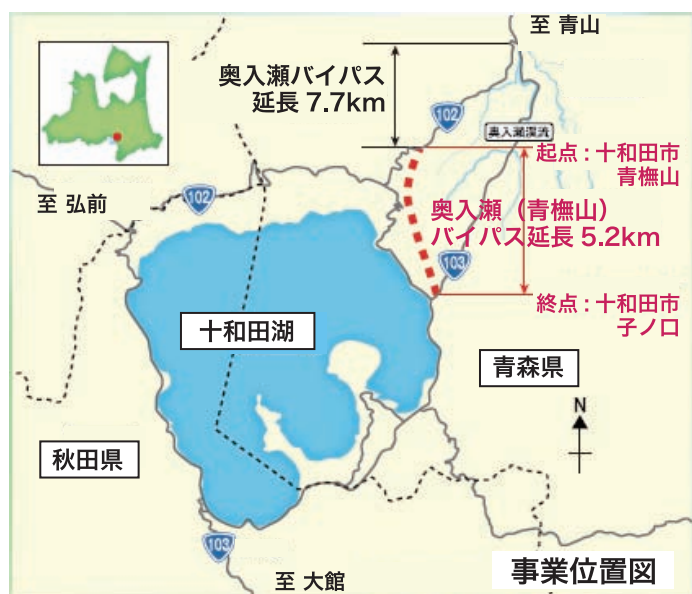 至 青山
奥入瀬バイパス
延長 7.7km
102
奥入瀬渓流
起点：十和田市
青橅山
至 弘前
102
奥入瀬（青橅山）
バイパス延長 5.2km
103
終点：十和田市
子ノ口
十和田湖
青森県
N
秋田県
103
至 大館
事業位置図